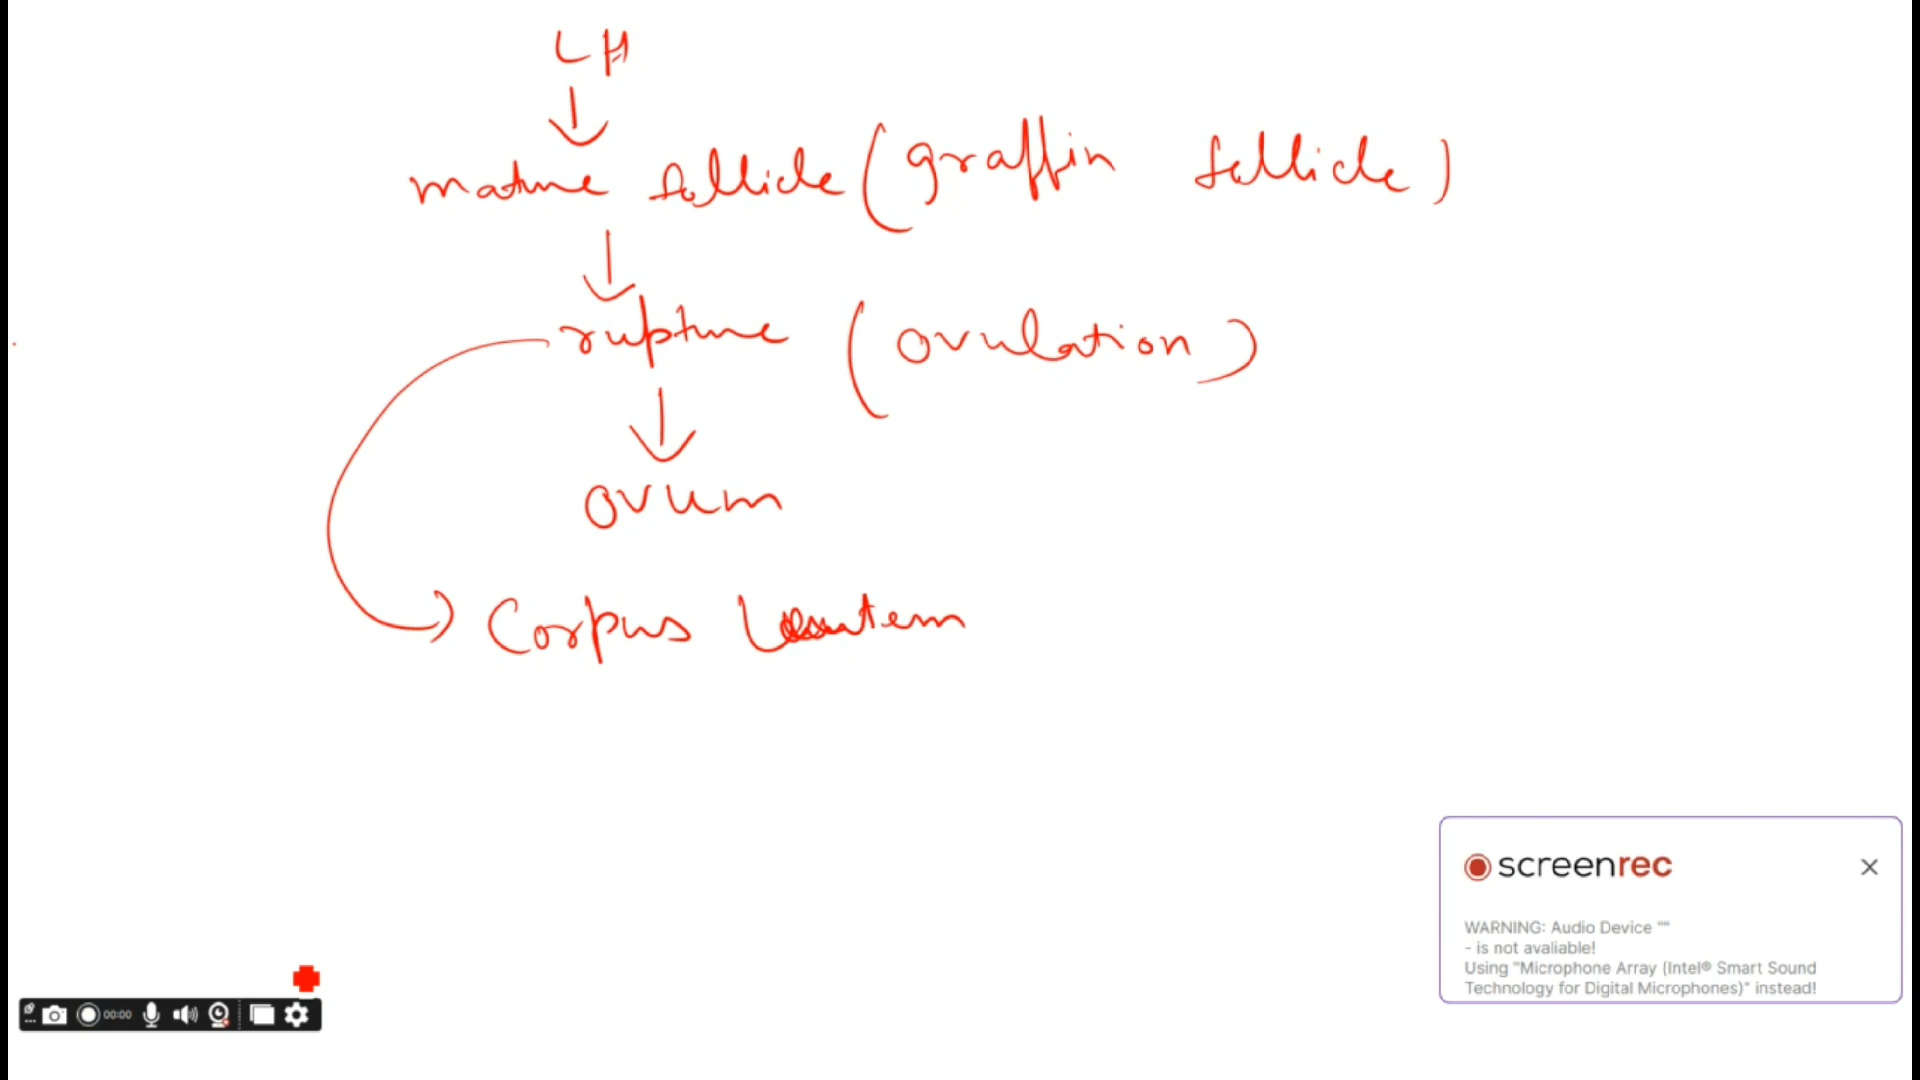 LH
mature follicle (graffin follicle)
rupture (ovulation)
ovum
Corpus Leutem
screenrec
WARNING: Audio Device ""
- is not avaliable!
Using "Microphone Array (Intel® Smart Sound
Technology for Digital Microphones)" instead!
00:00